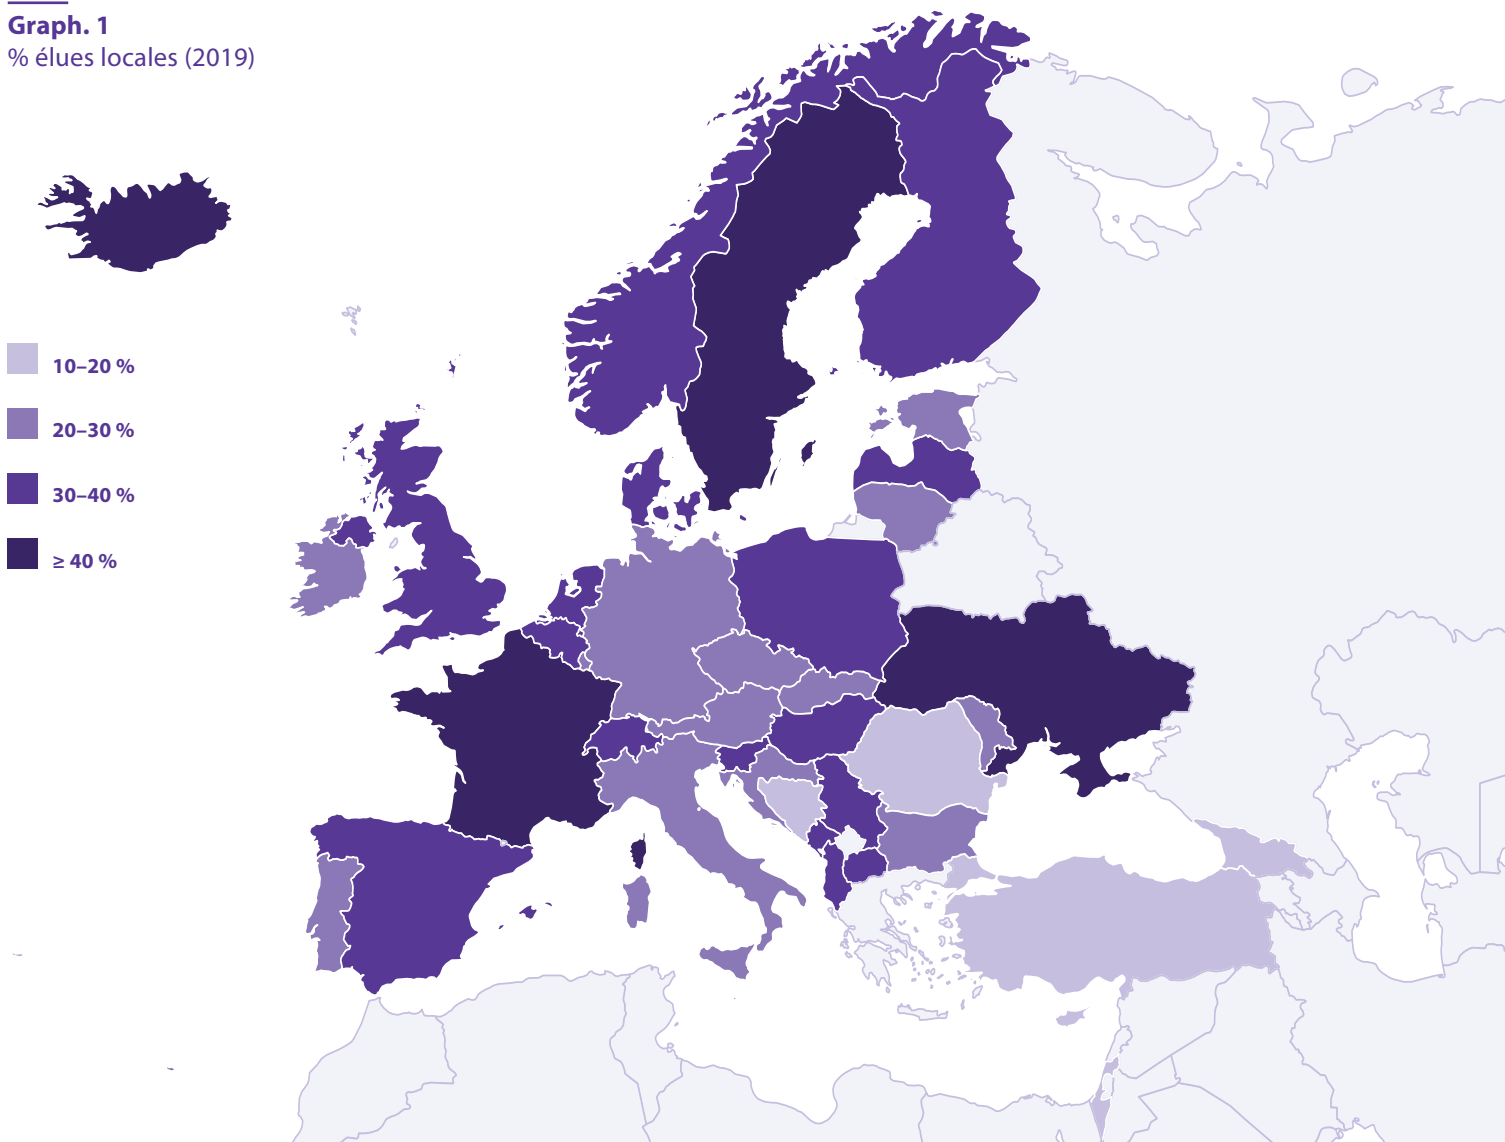 Graph. 1
% élues locales (2019)
10–20 %
20–30 %
30–40 %
≥ 40 %